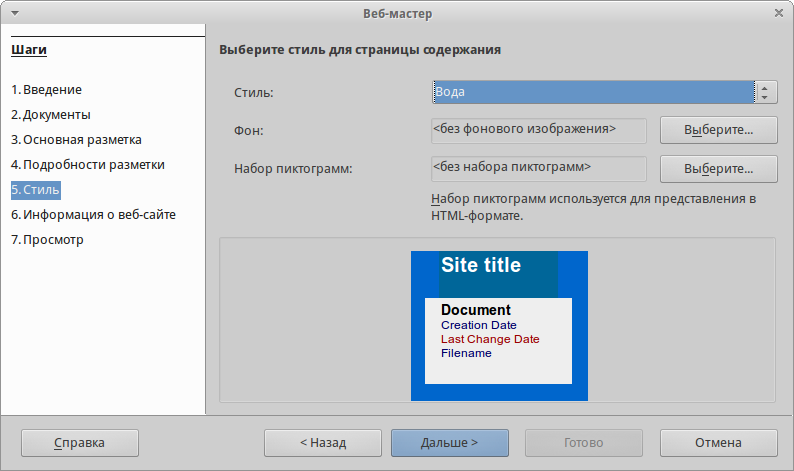 Веб-мастер
Шаги
1. Введение
2. Документы
3. Основная разметка
4. Подробности разметки
5. Стиль
6. Информация о веб-сайте
7. Просмотр
Выберите стиль для страницы содержания
Стиль:
Вода
Фон:
<без фонового изображения>
Выберите...
Набор пиктограмм:
<без набора пиктограмм>
Выберите...
Набор пиктограмм используется для представления в
HTML-формате.
Site title
Document
Creation Date
Last Change Date
Filename
Справка
< Назад
Дальше >
Готово
Отмена